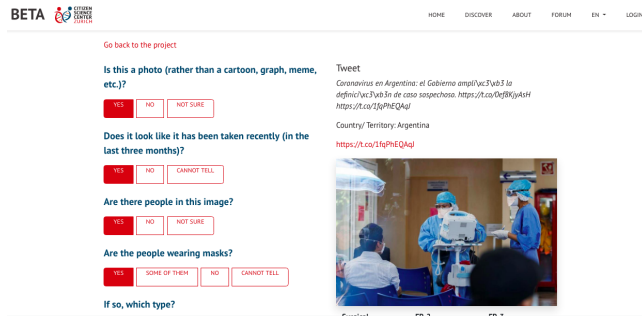 BETA CITIZEN SCIENCE CENTER ZURICH
HOME DISCOVER ABOUT FORUM EN LOGIN
Go back to the project
Is this a photo (rather than a cartoon, graph, meme,
etc.)?
YES NO NOT SURE
Does it look like it has been taken recently (in the
last three months)?
YES NO CANNOT TELL
Are there people in this image?
YES NO NOT SURE
Are the people wearing masks?
YES SOME OF THEM NO CANNOT TELL
If so, which type?
Tweet
Coronavirus en Argentina: el Gobierno ampli\xc3\xb3 la
definici\xc3\xb3n de caso sospechoso. https://t.co/0ef8KjyAsH
https://t.co/1fqPhEQAqJ
Country/ Territory: Argentina
https://t.co/1fqPhEQAqJ